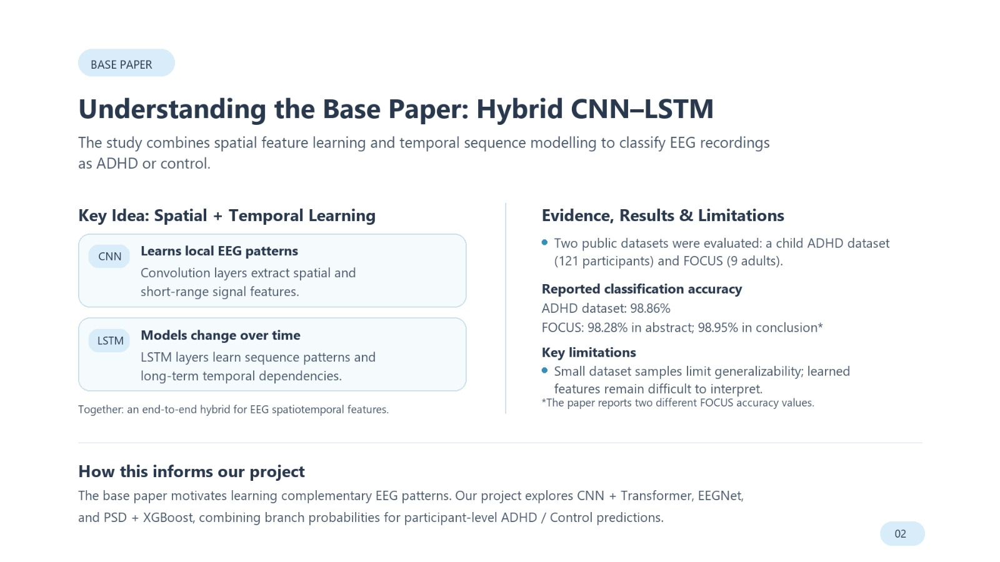 BASE PAPER
Understanding the Base Paper: Hybrid CNN–LSTM
The study combines spatial feature learning and temporal sequence modelling to classify EEG recordings
as ADHD or control.
Key Idea: Spatial + Temporal Learning
CNN
Learns local EEG patterns
Convolution layers extract spatial and
short-range signal features.
LSTM
Models change over time
LSTM layers learn sequence patterns and
long-term temporal dependencies.
Together: an end-to-end hybrid for EEG spatiotemporal features.
Evidence, Results & Limitations
Two public datasets were evaluated: a child ADHD dataset
(121 participants) and FOCUS (9 adults).
Reported classification accuracy
ADHD dataset: 98.86%
FOCUS: 98.28% in abstract; 98.95% in conclusion*
Key limitations
Small dataset samples limit generalizability; learned
features remain difficult to interpret.
*The paper reports two different FOCUS accuracy values.
How this informs our project
The base paper motivates learning complementary EEG patterns. Our project explores CNN + Transformer, EEGNet,
and PSD + XGBoost, combining branch probabilities for participant-level ADHD / Control predictions.
02